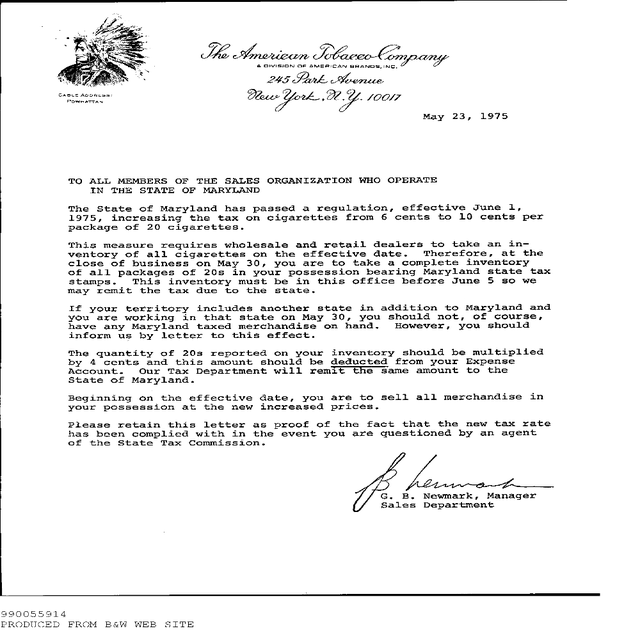 The American Tobacco Company
A DIVISION OF AMERICAN BRANDS, INC.
245 Park Avenue
New York, N.Y. 10017
CABLE ADDRESS:
POWHATTAN
May 23, 1975
TO ALL MEMBERS OF THE SALES ORGANIZATION WHO OPERATE
IN THE STATE OF MARYLAND
The State of Maryland has passed a regulation, effective June 1,
1975, increasing the tax on cigarettes from 6 cents to 10 cents per
package of 20 cigarettes.
This measure requires wholesale and retail dealers to take an in-
ventory of all cigarettes on the effective date. Therefore, at the
close of business on May 30, you are to take a complete inventory
of all packages of 20s in your possession bearing Maryland state tax
stamps. This inventory must be in this office before June 5 so we
may remit the tax due to the state.
If your territory includes another state in addition to Maryland and
you are working in that state on May 30, you should not, of course,
have any Maryland taxed merchandise on hand. However, you should
inform us by letter to this effect.
The quantity of 20s reported on your inventory should be multiplied
by 4 cents and this amount should be deducted from your Expense
Account. Our Tax Department will remit the same amount to the
State of Maryland.
Beginning on the effective date, you are to sell all merchandise in
your possession at the new increased prices.
Please retain this letter as proof of the fact that the new tax rate
has been complied with in the event you are questioned by an agent
of the State Tax Commission.
G. B. Newmark, Manager
Sales Department
990055914
PRODUCED FROM B&W WEB SITE